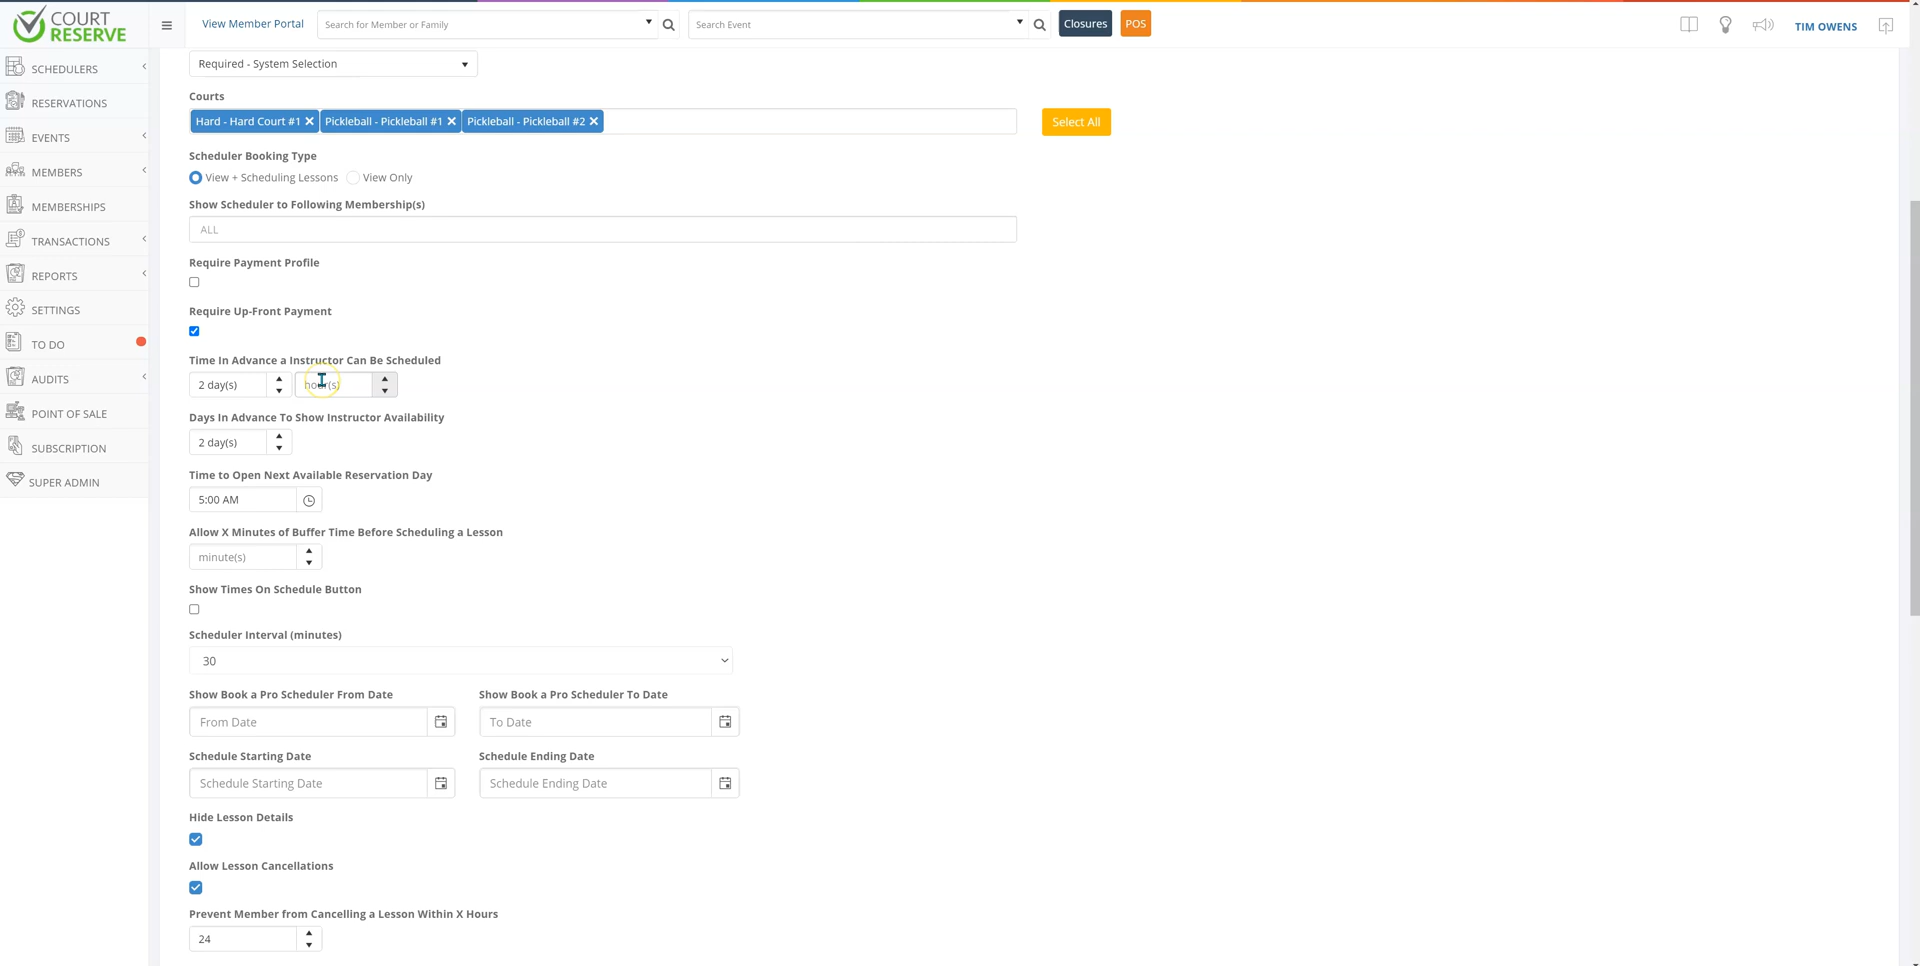 COURT
RESERVE
View Member Portal
Search for Member or Family
Search Event
Closures
POS
TIM OWENS
SCHEDULERS
RESERVATIONS
EVENTS
MEMBERS
MEMBERSHIPS
TRANSACTIONS
REPORTS
SETTINGS
TO DO
AUDITS
POINT OF SALE
SUBSCRIPTION
SUPER ADMIN
Required - System Selection
Courts
Hard - Hard Court #1 Pickleball - Pickleball #1 Pickleball - Pickleball #2
Select All
Scheduler Booking Type
View + Scheduling Lessons View Only
Show Scheduler to Following Membership(s)
ALL
Require Payment Profile
Require Up-Front Payment
Time In Advance a Instructor Can Be Scheduled
2 day(s) hour(s)
Days In Advance To Show Instructor Availability
2 day(s)
Time to Open Next Available Reservation Day
5:00 AM
Allow X Minutes of Buffer Time Before Scheduling a Lesson
minute(s)
Show Times On Schedule Button
Scheduler Interval (minutes)
30
Show Book a Pro Scheduler From Date Show Book a Pro Scheduler To Date
From Date To Date
Schedule Starting Date Schedule Ending Date
Schedule Starting Date Schedule Ending Date
Hide Lesson Details
Allow Lesson Cancellations
Prevent Member from Cancelling a Lesson Within X Hours
24